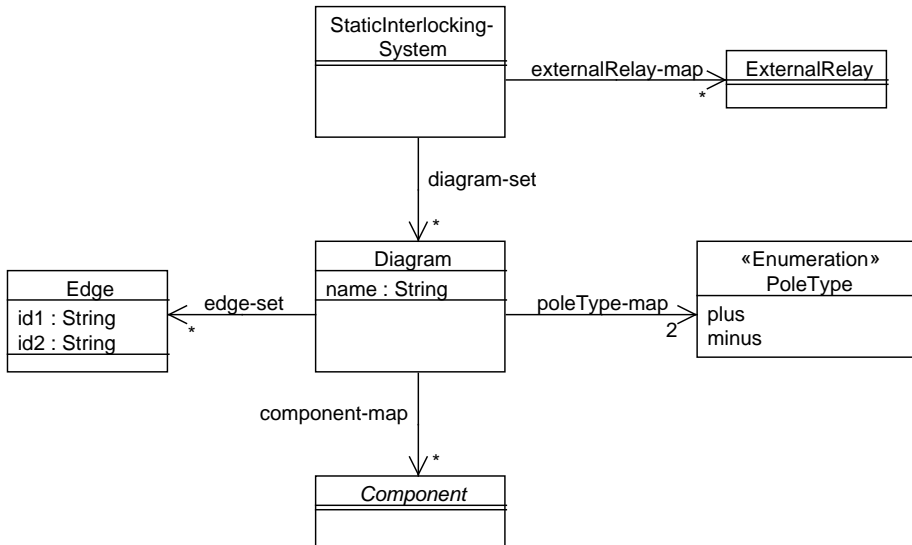 StaticInterlocking-
System
externalRelay-map
*
ExternalRelay
diagram-set
*
Diagram
name : String
Edge
id1 : String
id2 : String
edge-set
*
poleType-map
2
«Enumeration»
PoleType
plus
minus
component-map
*
Component